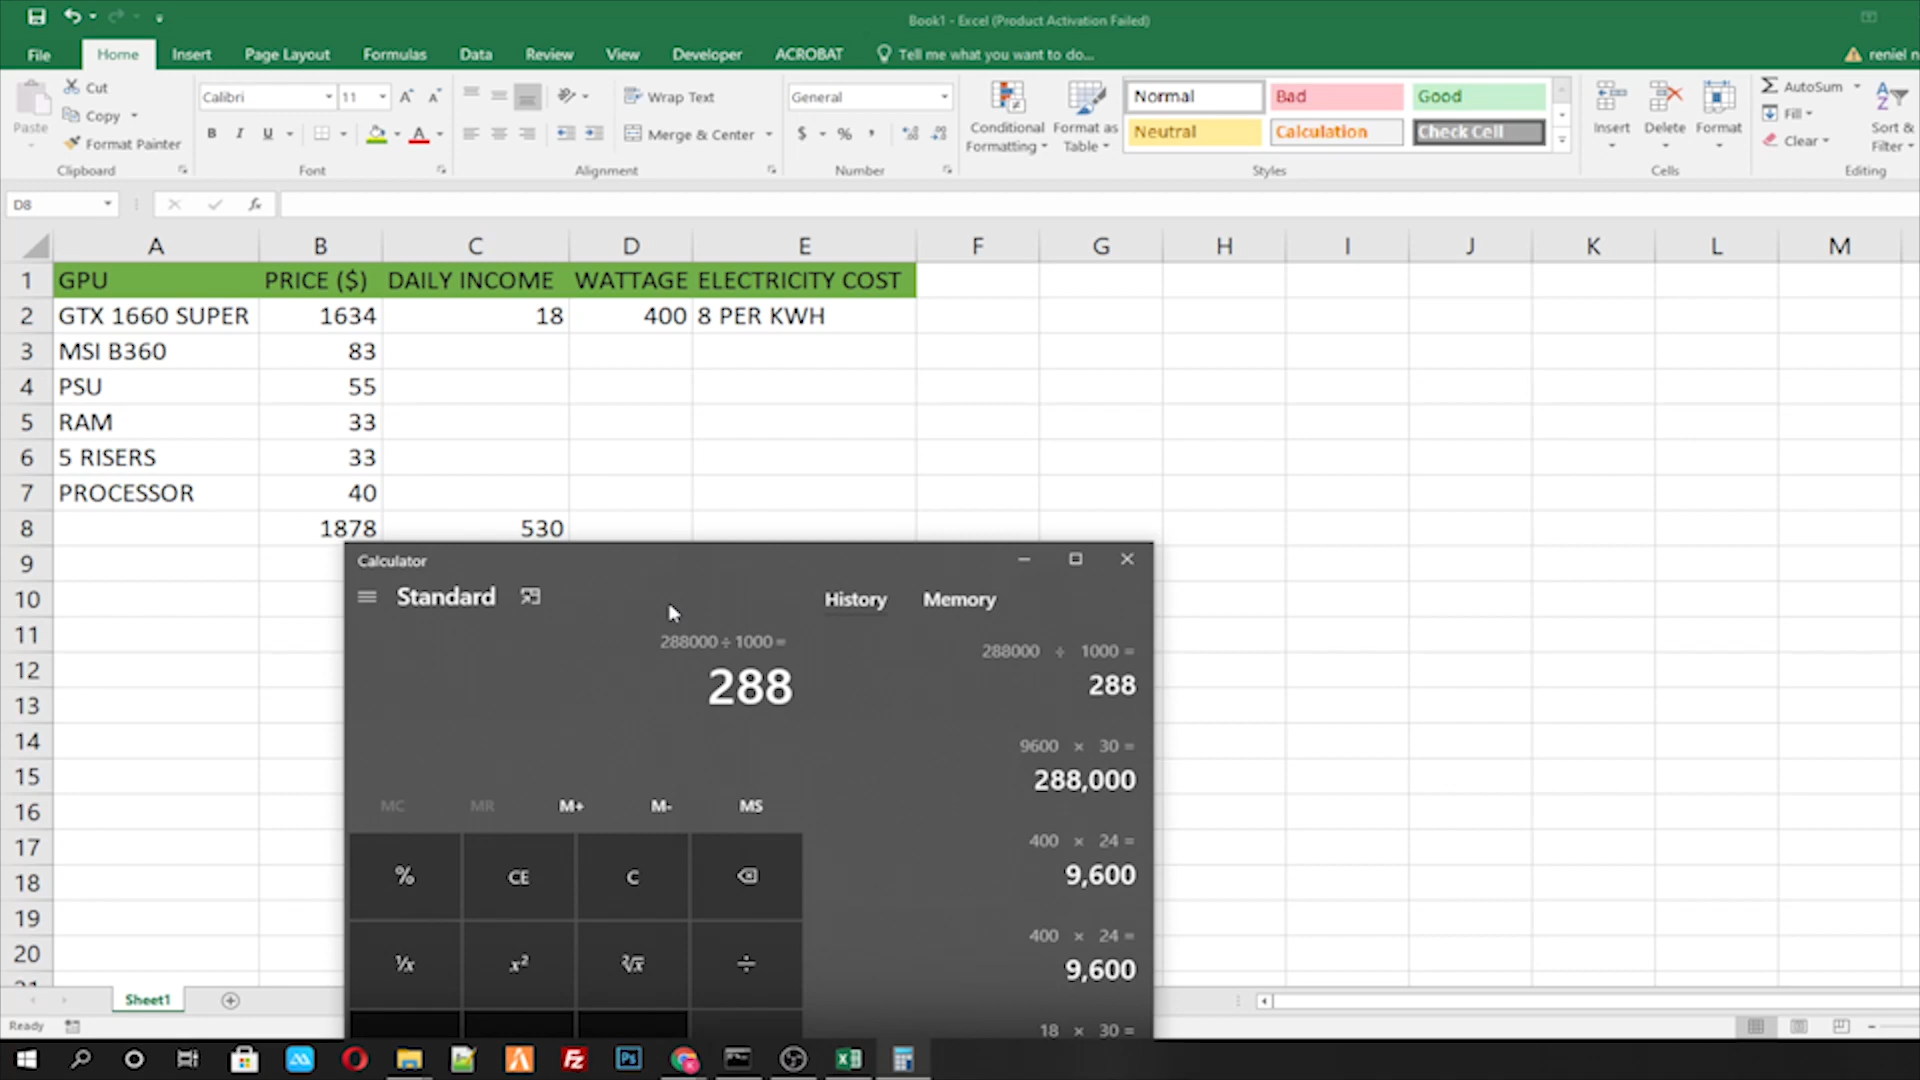 Book1 - Excel (Product Activation Failed)
File Home Insert Page Layout Formulas Data Review View Developer ACROBAT Tell me what you want to do... reniel n
Paste
Cut
Copy
Format Painter
Clipboard
Calibri 11
B I U
Font
Wrap Text
Merge & Center
Alignment
General
$ % ,
Number
Conditional Formatting
Format as Table
Normal Bad Good
Neutral Calculation Check Cell
Styles
Insert Delete Format
Cells
AutoSum
Fill
Clear
Sort &
Filter
Editing
D8 fx
A B C D E F G H I J K L M
1 GPU PRICE ($) DAILY INCOME WATTAGE ELECTRICITY COST
2 GTX 1660 SUPER 1634 18 400 8 PER KWH
3 MSI B360 83
4 PSU 55
5 RAM 33
6 5 RISERS 33
7 PROCESSOR 40
8 1878 530
9
10
11
12
13
14
15
16
17
18
19
20
Calculator
Standard
History Memory
288000 ÷ 1000 =
288
288000 ÷ 1000 =
288
9600 × 30 =
288,000
400 × 24 =
9,600
400 × 24 =
9,600
18 × 30 =
MC MR M+ M- MS
% CE C
⅟x x² ²√x ÷
Sheet1
Ready
Fz Ps